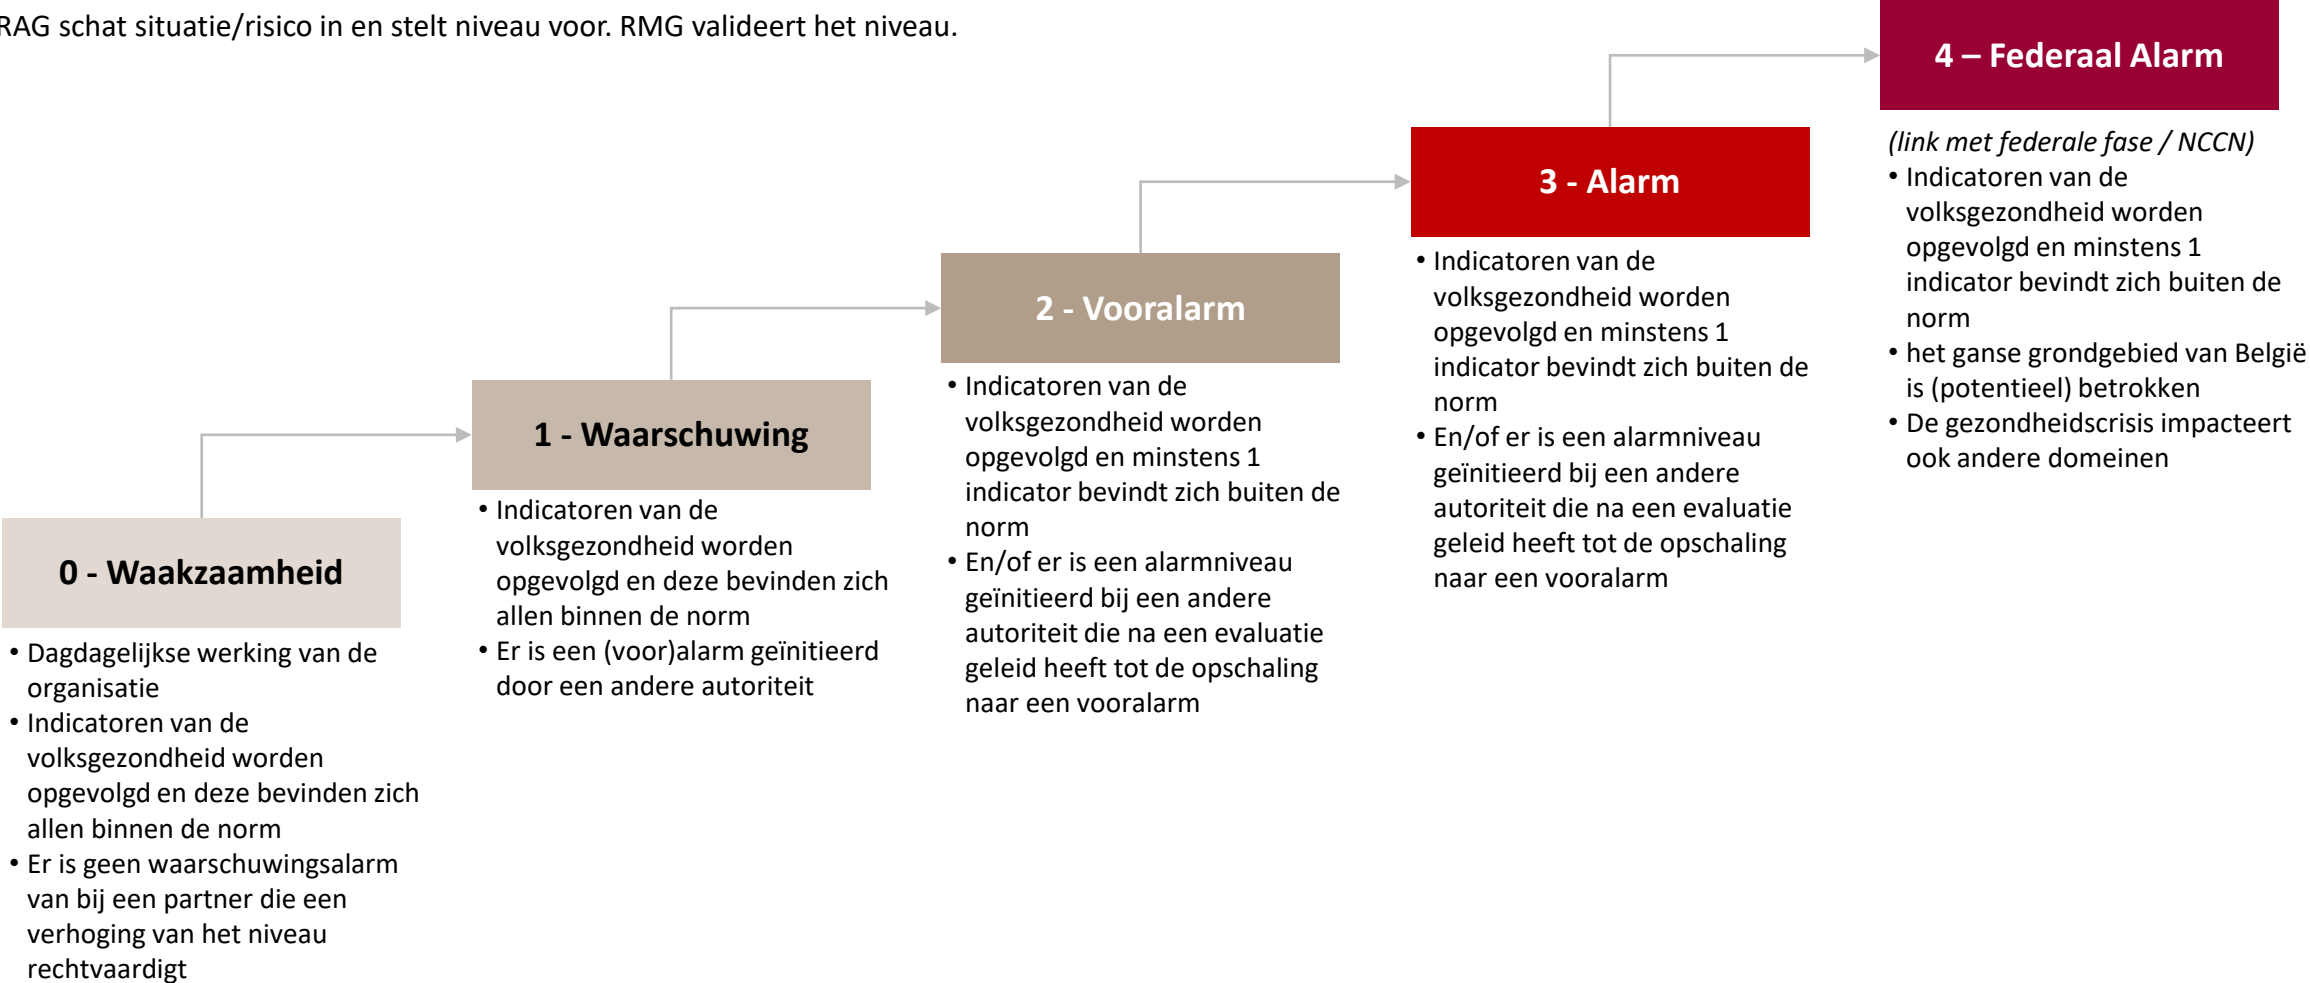 RAG schat situatie/risico in en stelt niveau voor. RMG valideert het niveau.
0 - Waakzaamheid
• Dagdagelijkse werking van de
organisatie
• Indicatoren van de
volksgezondheid worden
opgevolgd en deze bevinden zich
allen binnen de norm
• Er is geen waarschuwingsalarm
van bij een partner die een
verhoging van het niveau
rechtvaardigt
1 - Waarschuwing
• Indicatoren van de
volksgezondheid worden
opgevolgd en deze bevinden zich
allen binnen de norm
• Er is een (voor)alarm geïnitieerd
door een andere autoriteit
2 - Vooralarm
• Indicatoren van de
volksgezondheid worden
opgevolgd en minstens 1
indicator bevindt zich buiten de
norm
• En/of er is een alarmniveau
geïnitieerd bij een andere
autoriteit die na een evaluatie
geleid heeft tot de opschaling
naar een vooralarm
3 - Alarm
• Indicatoren van de
volksgezondheid worden
opgevolgd en minstens 1
indicator bevindt zich buiten de
norm
• En/of er is een alarmniveau
geïnitieerd bij een andere
autoriteit die na een evaluatie
geleid heeft tot de opschaling
naar een vooralarm
4 – Federaal Alarm
(link met federale fase / NCCN)
• Indicatoren van de
volksgezondheid worden
opgevolgd en minstens 1
indicator bevindt zich buiten de
norm
• het ganse grondgebied van België
is (potentieel) betrokken
• De gezondheidscrisis impacteert
ook andere domeinen